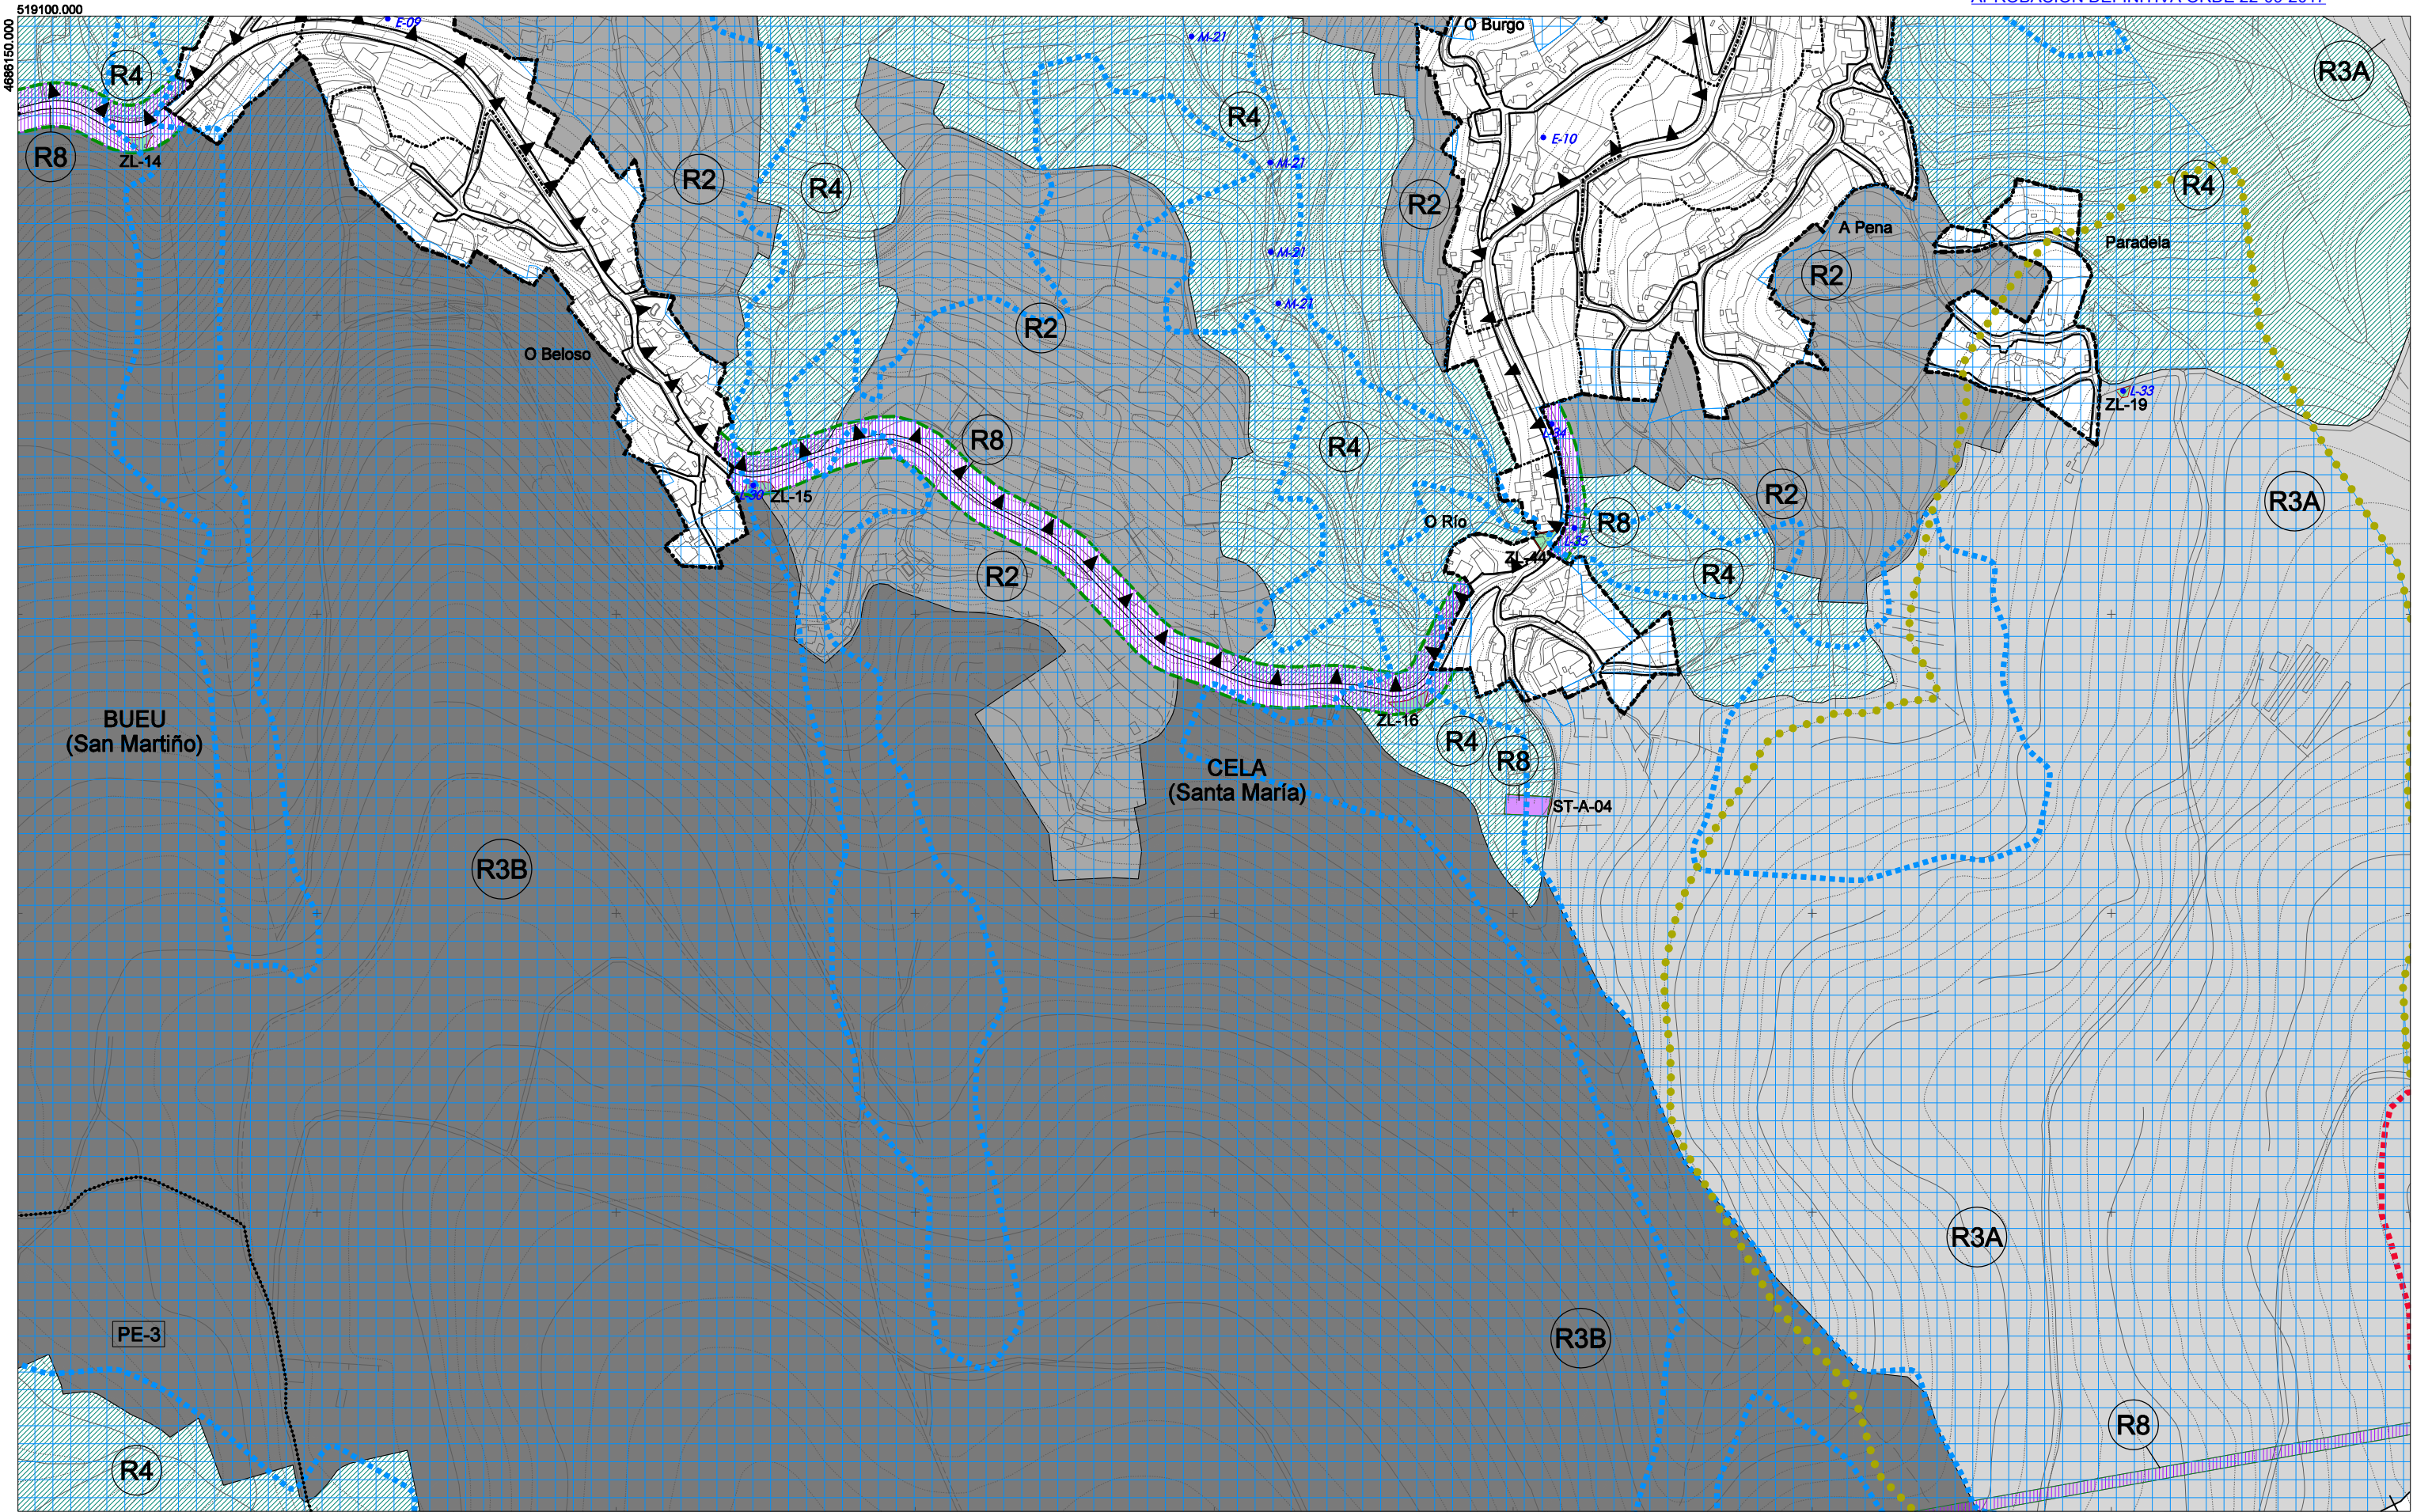 519100.000
4686150.000
E-09
M-21
O Burgo
R4
R3A
R4
R8
ZL-14
E-10
M-21
R2
R4
R2
R4
A Pena
Paradela
M-21
R2
M-21
R2
O Beloso
L-33
ZL-19
L-34
R8
R4
L-30
ZL-15
R2
R3A
O Río
R8
L-35
ZL-44
R2
R4
BUEU
(San Martiño)
ZL-16
R4
R8
CELA
(Santa María)
ST-A-04
R3B
R3A
PE-3
R3B
R8
R4